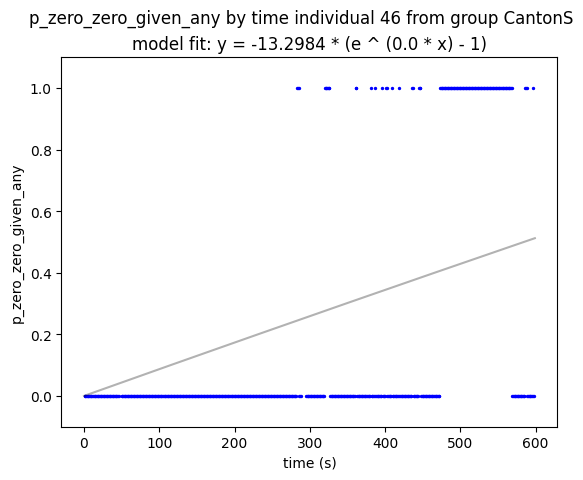 p_zero_zero_given_any by time individual 46 from group CantonS
model fit: y = -13.2984 * (e ^ (0.0 * x) - 1)
p_zero_zero_given_any
1.0
0.8
0.6
0.4
0.2
0.0
0 100 200 300 400 500 600
time (s)